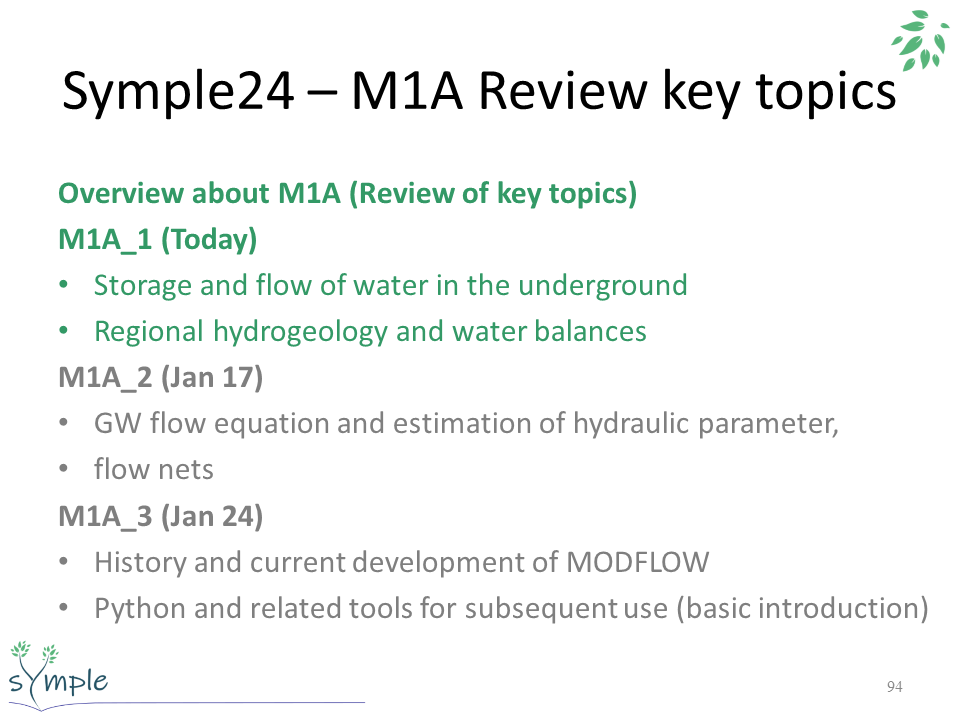 Symple24 – M1A Review key topics
Overview about M1A (Review of key topics)
M1A_1 (Today)
• Storage and flow of water in the underground
• Regional hydrogeology and water balances
M1A_2 (Jan 17)
• GW flow equation and estimation of hydraulic parameter,
• flow nets
M1A_3 (Jan 24)
• History and current development of MODFLOW
• Python and related tools for subsequent use (basic introduction)
symple
94